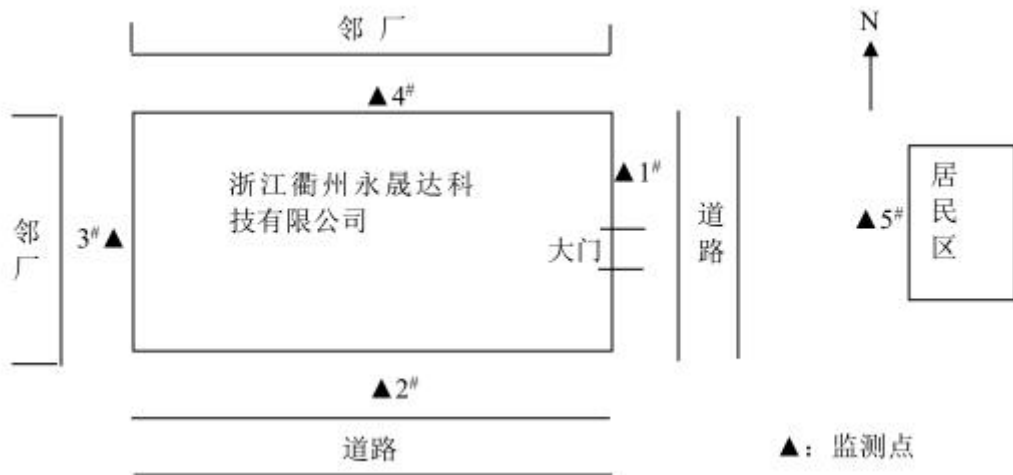 邻 厂
N
▲4#
浙江衢州永晟达科
技有限公司
▲1#
道路
居民区
▲5#
邻厂
3#▲
大门
▲2#
道路
▲：监测点